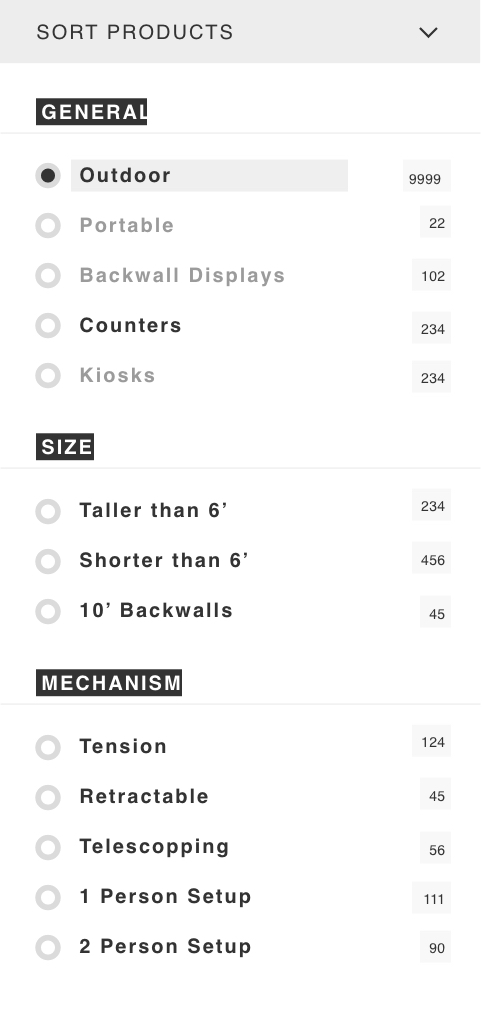 SORT PRODUCTS
GENERAL
Outdoor 9999
Portable 22
Backwall Displays 102
Counters 234
Kiosks 234
SIZE
Taller than 6’ 234
Shorter than 6’ 456
10’ Backwalls 45
MECHANISM
Tension 124
Retractable 45
Telescopping 56
1 Person Setup 111
2 Person Setup 90